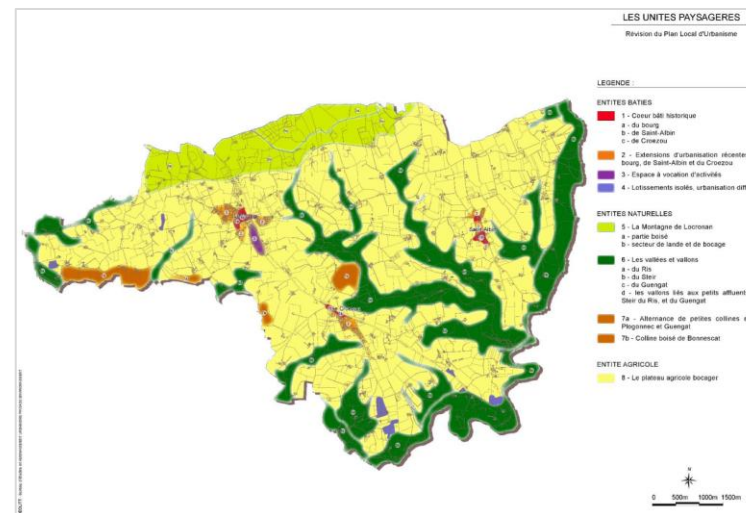 LES UNITES PAYSAGERES
Révision du Plan Local d'Urbanisme
LEGENDE :
ENTITES BATIES
1 - Coeur bâti historique
a - du bourg
b - de Saint-Albin
c - de Croezou
2 - Extensions d'urbanisation récente
bourg, de Saint-Albin et du Croezou
3 - Espace à vocation d'activités
4 - Lotissements isolés, urbanisation diff
ENTITES NATURELLES
5 - La Montagne de Locronan
a - partie boisé
b - secteur de lande et de bocage
6 - Les vallées et vallons
a - du Ris
b - du Steir
c - du Guengat
d - les vallons liés aux petits affluent
Steir du Ris, et du Guengat
7a - Alternance de petites collines
Plogonnec et Guengat
7b - Colline boisé de Bonnescat
ENTITE AGRICOLE
8 - Le plateau agricole bocager
Saint-Albin
N
0 500m 1000m 1500m